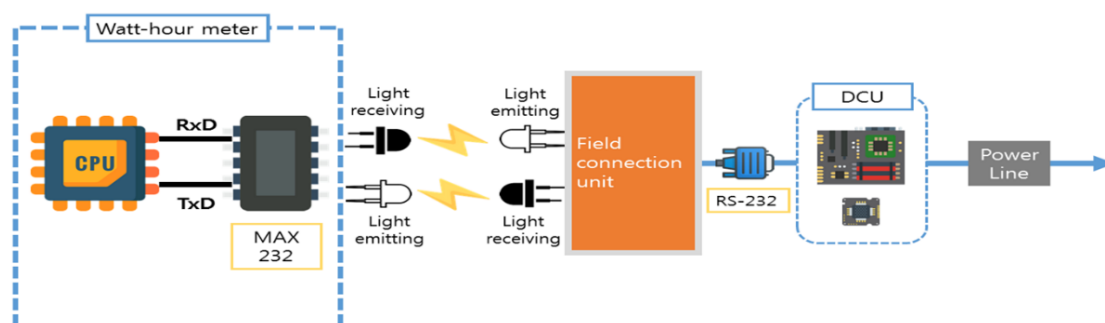 Watt-hour meter
CPU
RxD
TxD
MAX
232
Light
receiving
Light
emitting
Light
emitting
Light
receiving
Field
connection
unit
RS-232
DCU
Power
Line